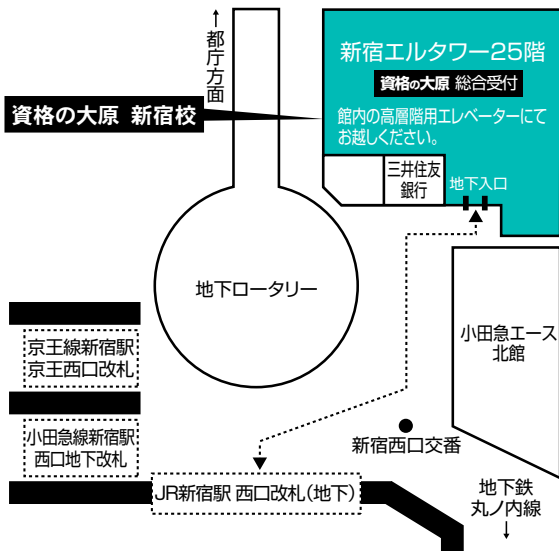 ↑都庁方面
新宿エルタワー25階
資格の大原 総合受付
資格の大原 新宿校
館内の高層階用エレベーターにて
お越しください。
三井住友
銀行
地下入口
地下ロータリー
小田急エース
北館
京王線新宿駅
京王西口改札
小田急線新宿駅
西口地下改札
新宿西口交番
JR新宿駅 西口改札(地下)
地下鉄
丸ノ内線
↓